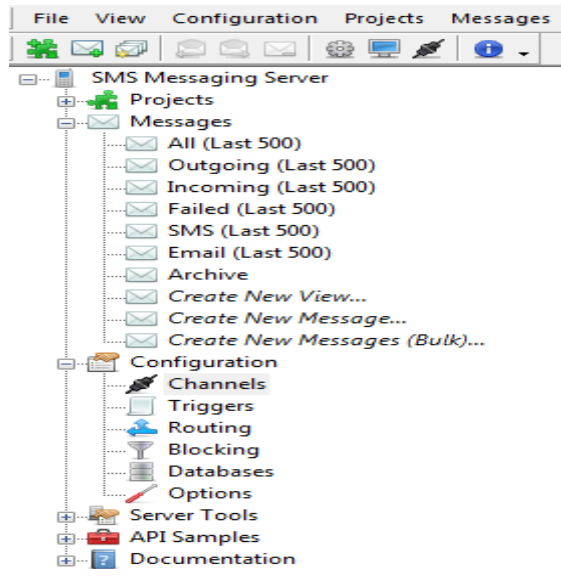 File View Configuration Projects Messages
SMS Messaging Server
Projects
Messages
All (Last 500)
Outgoing (Last 500)
Incoming (Last 500)
Failed (Last 500)
SMS (Last 500)
Email (Last 500)
Archive
Create New View...
Create New Message...
Create New Messages (Bulk)...
Configuration
Channels
Triggers
Routing
Blocking
Databases
Options
Server Tools
API Samples
Documentation